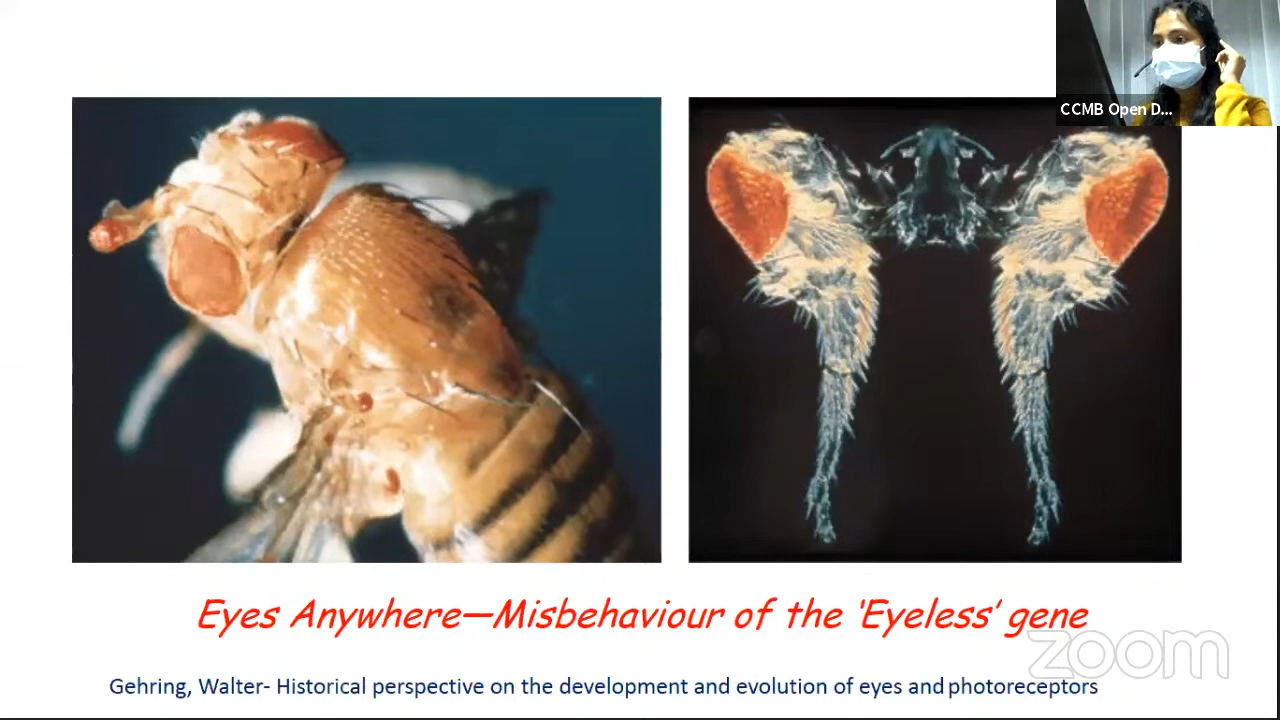 CCMB Open D...
Eyes Anywhere—Misbehaviour of the 'Eyeless' gene
zoom
Gehring, Walter- Historical perspective on the development and evolution of eyes and photoreceptors